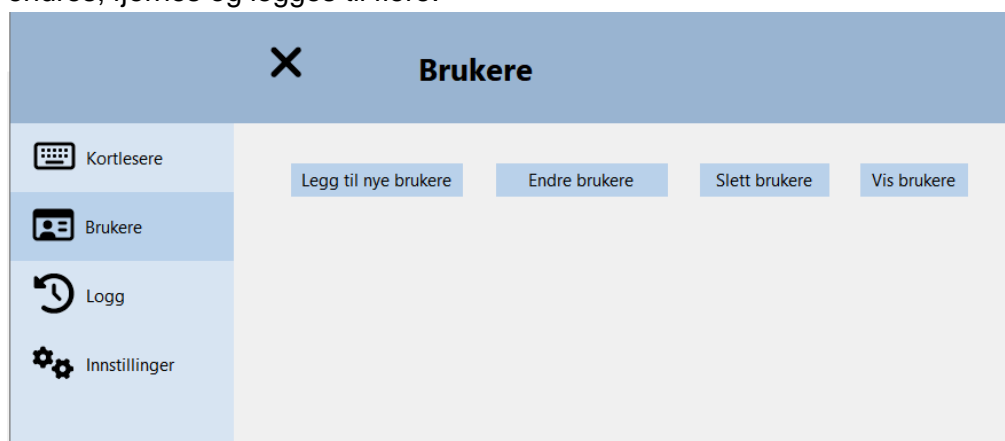 Brukere
Kortlesere
Legg til nye brukere Endre brukere Slett brukere Vis brukere
Brukere
Logg
Innstillinger